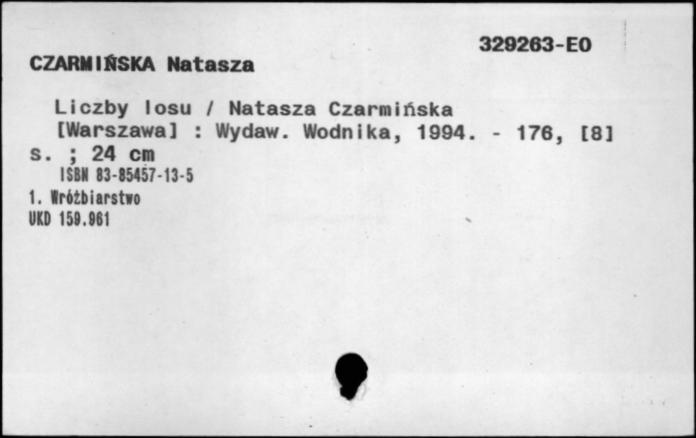 329263-EO
CZARMIŃSKA Natasza
Liczby losu / Natasza Czarmińska
[Warszawa] : Wydaw. Wodnika, 1994. - 176, [8]
s. ; 24 cm
ISBN 83-85457-13-5
1. Wróżbiarstwo
UKD 159.961